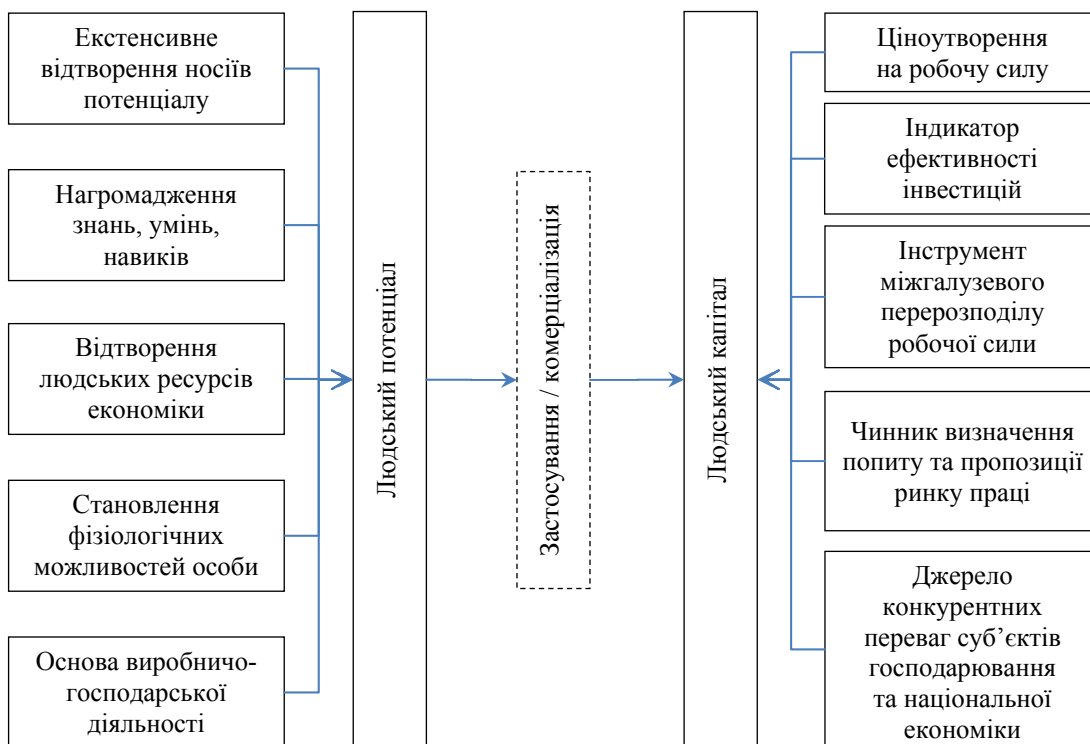 Екстенсивне
відтворення носіїв
потенціалу
Нагромадження
знань, умінь,
навиків
Відтворення
людських ресурсів
економіки
Становлення
фізіологічних
можливостей особи
Основа виробничо-
господарської
діяльності
Людський потенціал
Застосування / комерціалізація
Людський капітал
Ціноутворення
на робочу силу
Індикатор
ефективності
інвестицій
Інструмент
міжгалузевого
перерозподілу
робочої сили
Чинник визначення
попиту та пропозиції
ринку праці
Джерело
конкурентних
переваг суб’єктів
господарювання
та національної
економіки